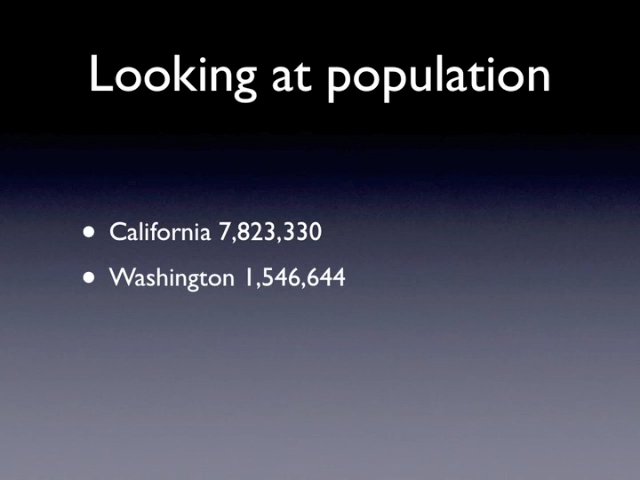 Looking at population
• California 7,823,330
• Washington 1,546,644